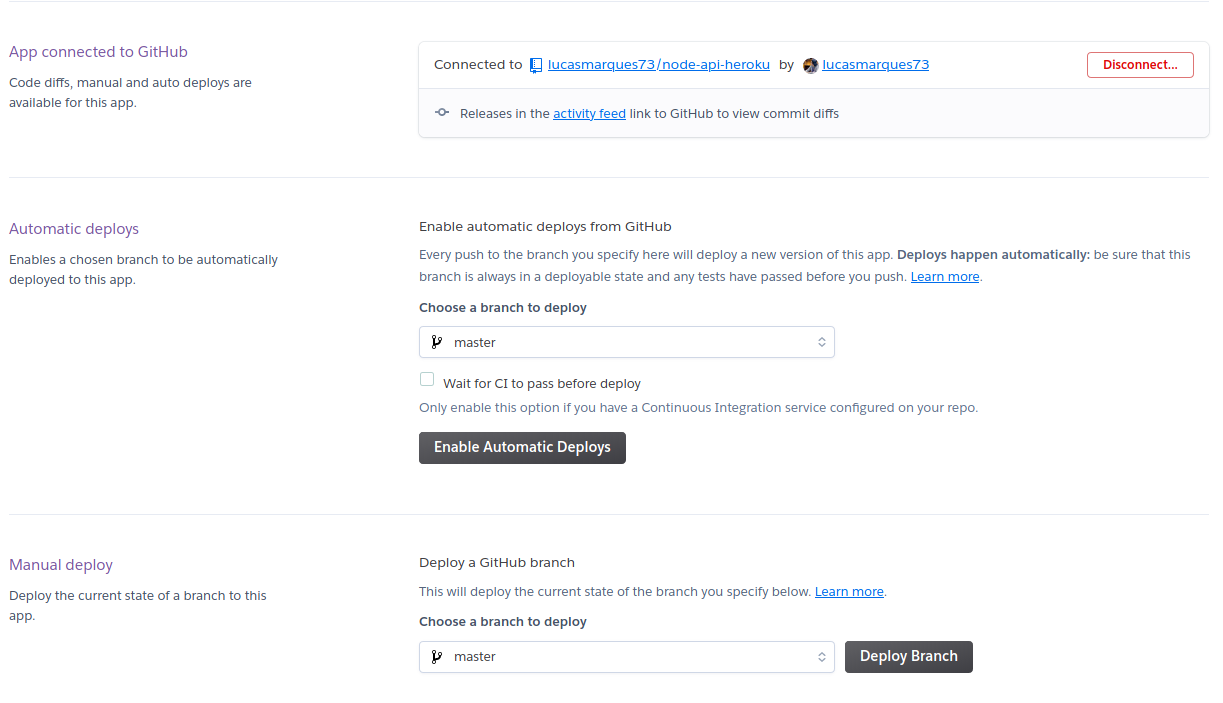 App connected to GitHub
Code diffs, manual and auto deploys are
available for this app.
Connected to lucasmarques73/node-api-heroku by lucasmarques73
Disconnect...
Releases in the activity feed link to GitHub to view commit diffs
Automatic deploys
Enables a chosen branch to be automatically
deployed to this app.
Enable automatic deploys from GitHub
Every push to the branch you specify here will deploy a new version of this app. Deploys happen automatically: be sure that this
branch is always in a deployable state and any tests have passed before you push. Learn more.
Choose a branch to deploy
master
Wait for CI to pass before deploy
Only enable this option if you have a Continuous Integration service configured on your repo.
Enable Automatic Deploys
Manual deploy
Deploy the current state of a branch to this
app.
Deploy a GitHub branch
This will deploy the current state of the branch you specify below. Learn more.
Choose a branch to deploy
master
Deploy Branch